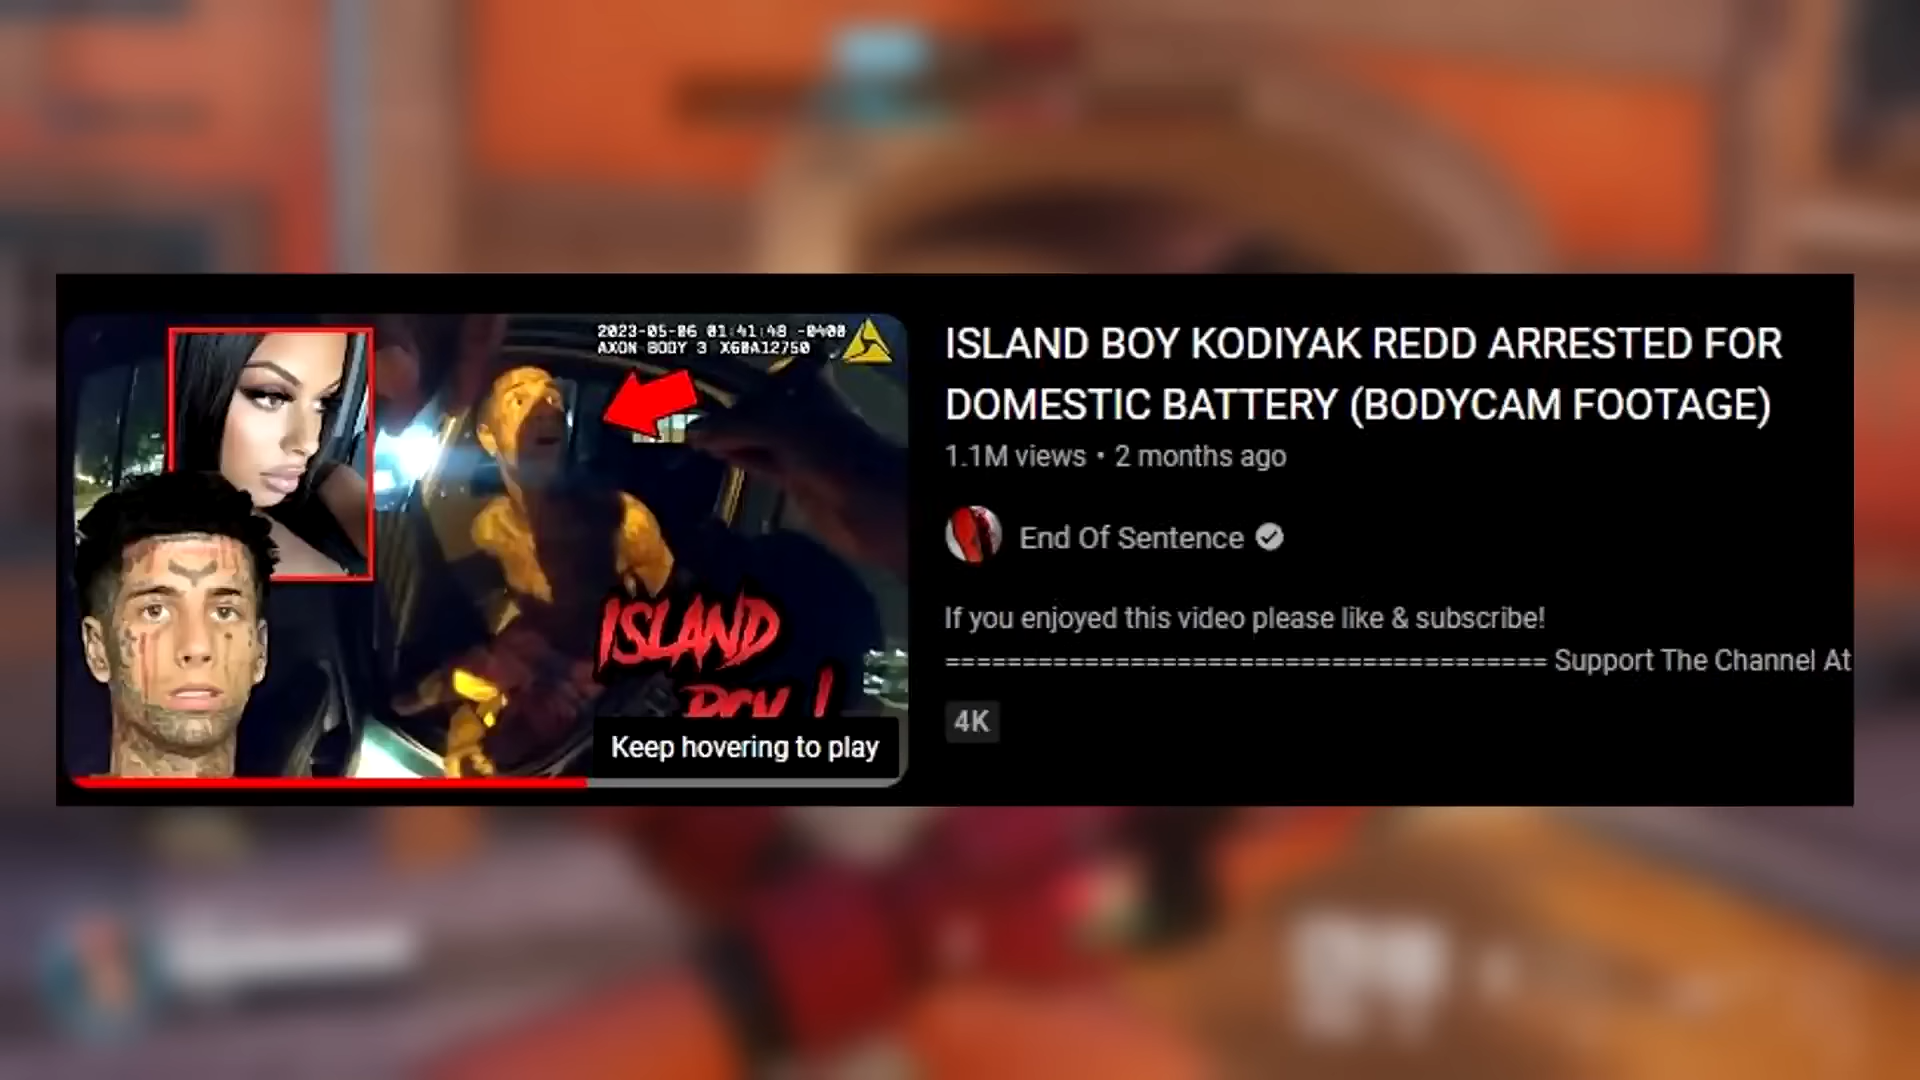 2023-05-06 01:41:48 -0400
AXON BODY 3 X60A12750
ISLAND
BOY!
Keep hovering to play
ISLAND BOY KODIYAK REDD ARRESTED FOR
DOMESTIC BATTERY (BODYCAM FOOTAGE)
1.1M views • 2 months ago
End Of Sentence
If you enjoyed this video please like & subscribe!
======================================= Support The Channel At
4K